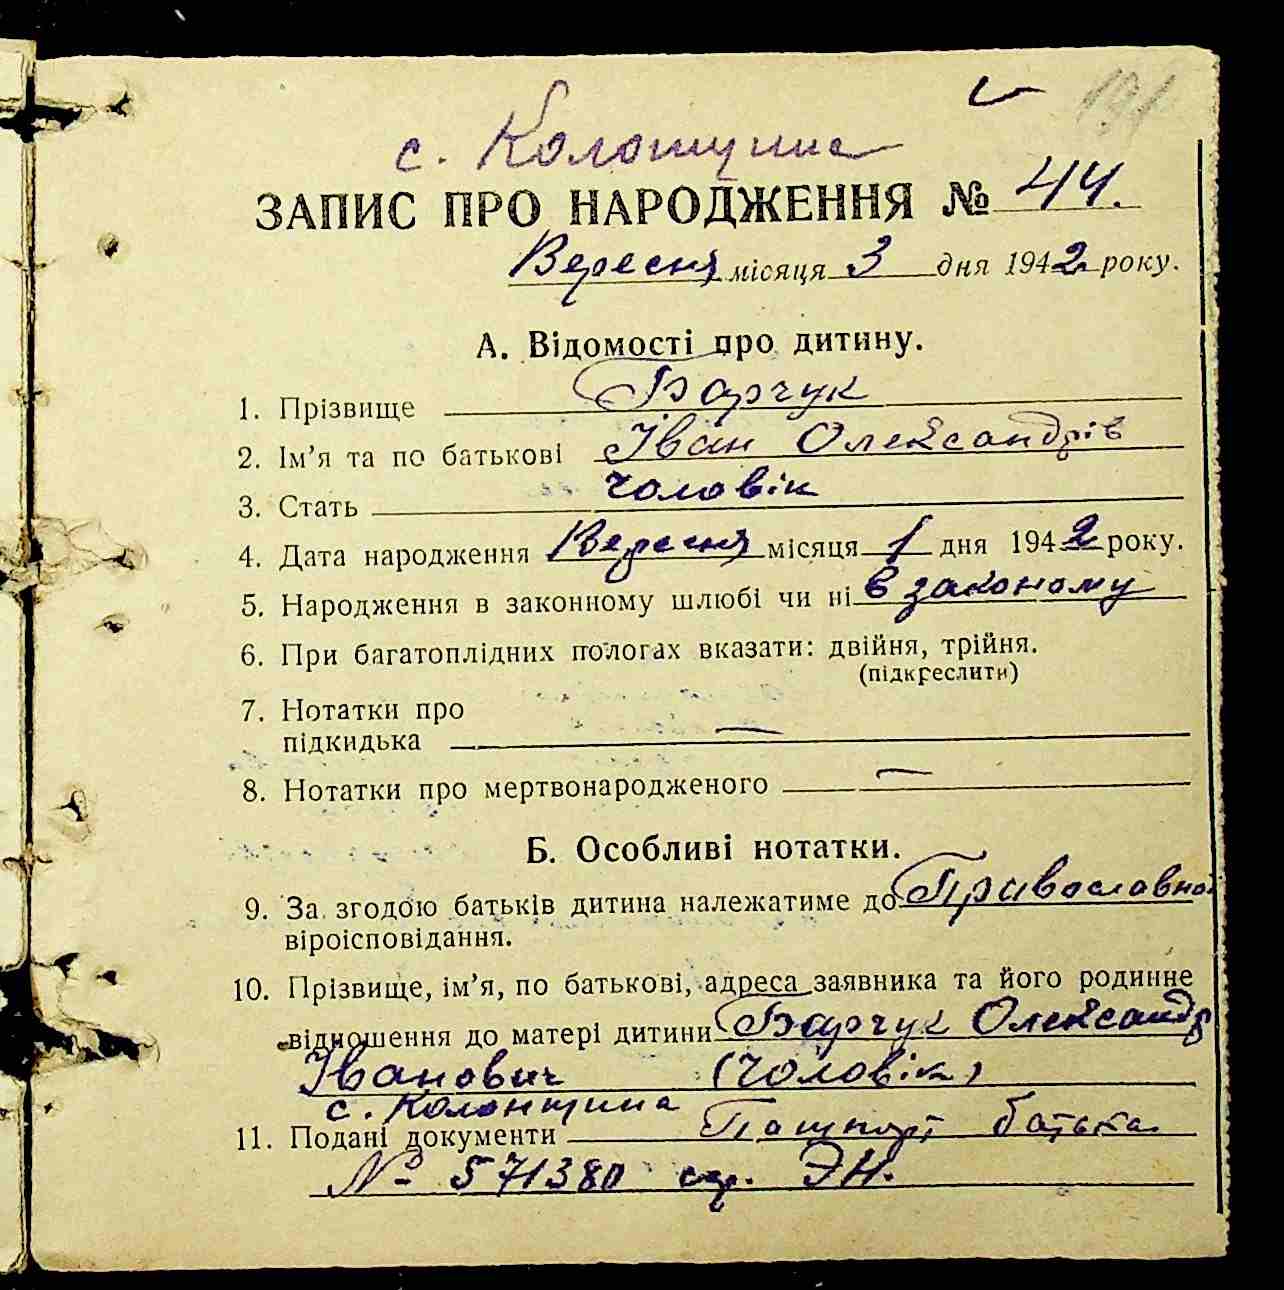 191
с. Колонщина
ЗАПИС ПРО НАРОДЖЕННЯ № 44.
Вересня місяця 3 дня 1942 року.
А. Відомості про дитину.
1. Прізвище Барчук
2. Ім'я та по батькові Іван Олександрів
3. Стать чоловік
4. Дата народження Вересня місяця 1 дня 1942 року.
5. Народження в законному шлюбі чи ні в законому
6. При багатоплідних пологах вказати: двійня, трійня.
(підкреслити)
7. Нотатки про
підкидька —
8. Нотатки про мертвонародженого —
Б. Особливі нотатки.
9. За згодою батьків дитина належатиме до Православно
віроісповідання.
10. Прізвище, ім'я, по батькові, адреса заявника та його родинне
відношення до матері дитини Барчук Олександр
Іванович (чоловік)
с. Колонщина
11. Подані документи Пашпорт батька
№ 571380 сер. ЭН.